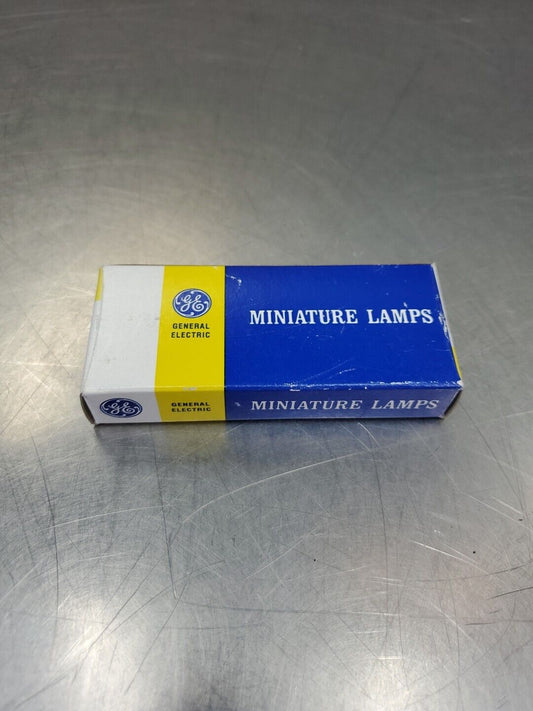 GE
GENERAL
ELECTRIC
MINIATURE LAMPS
GE
GENERAL
ELECTRIC
MINIATURE LAMPS